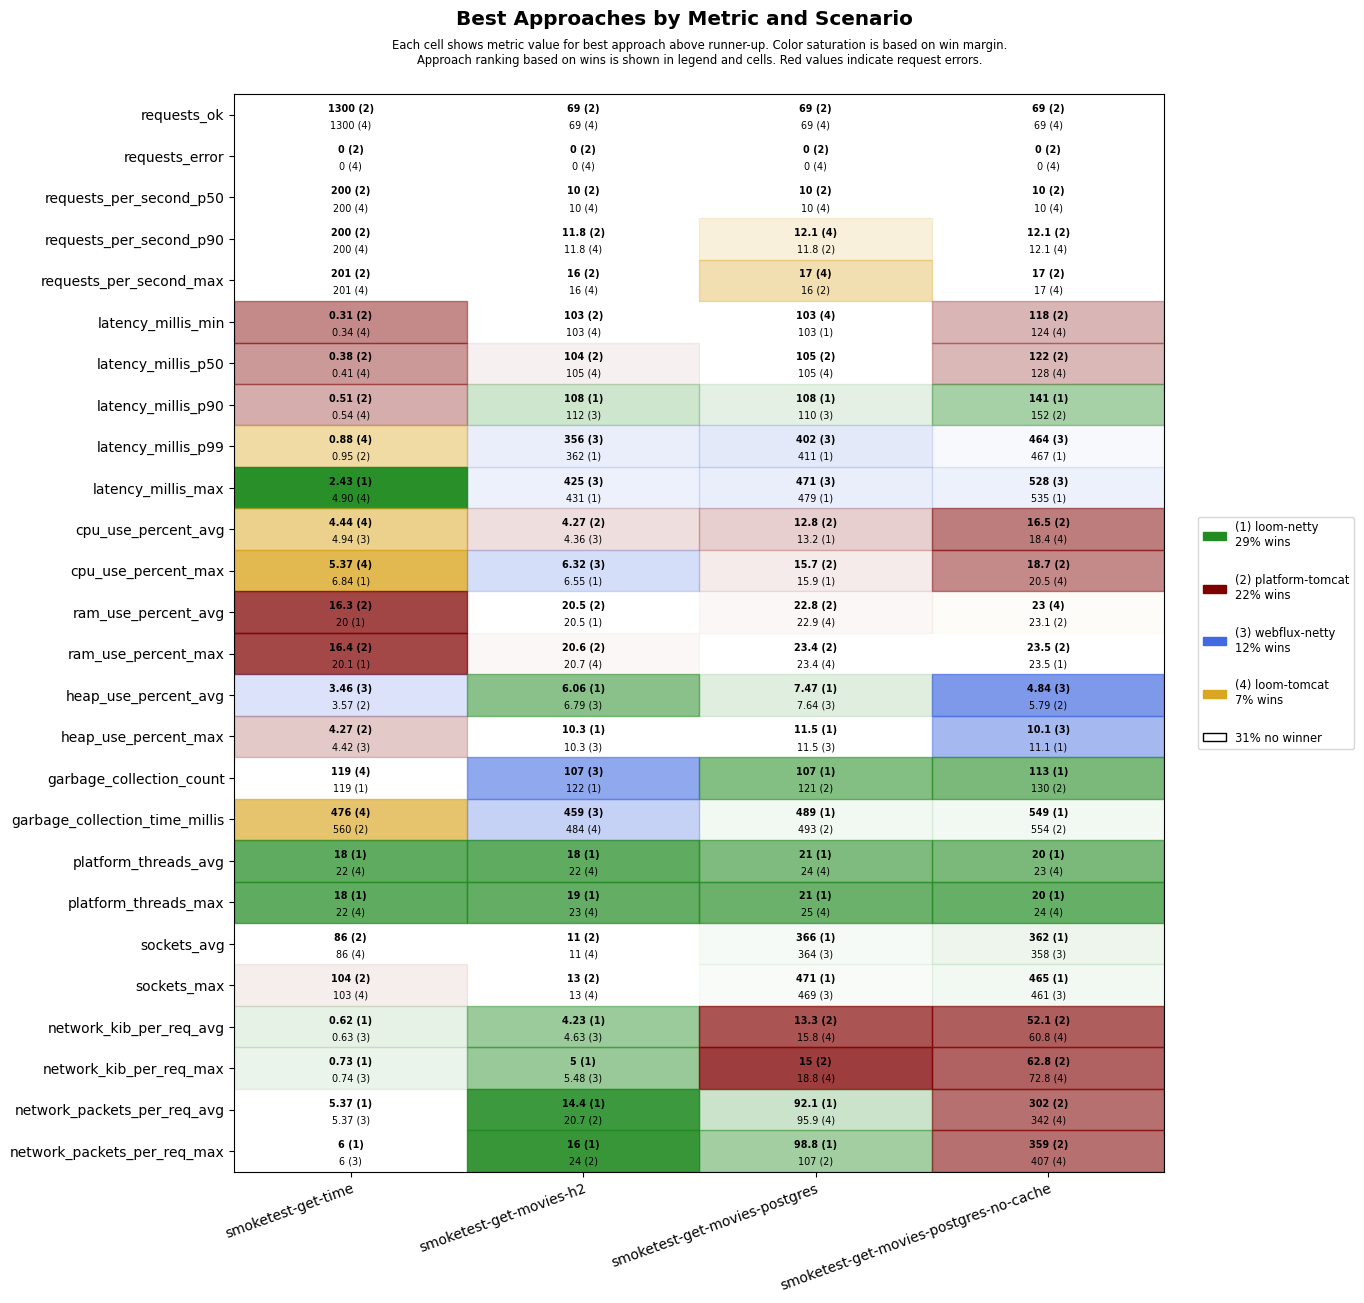 Best Approaches by Metric and Scenario
Each cell shows metric value for best approach above runner-up. Color saturation is based on win margin.
Approach ranking based on wins is shown in legend and cells. Red values indicate request errors.
requests_ok
1300 (2) 69 (2) 69 (2) 69 (2)
1300 (4) 69 (4) 69 (4) 69 (4)
requests_error
0 (2) 0 (2) 0 (2) 0 (2)
0 (4) 0 (4) 0 (4) 0 (4)
requests_per_second_p50
200 (2) 10 (2) 10 (2) 10 (2)
200 (4) 10 (4) 10 (4) 10 (4)
requests_per_second_p90
200 (2) 11.8 (2) 12.1 (4) 12.1 (2)
200 (4) 11.8 (4) 11.8 (2) 12.1 (4)
requests_per_second_max
201 (2) 16 (2) 17 (4) 17 (2)
201 (4) 16 (4) 16 (2) 17 (4)
latency_millis_min
0.31 (2) 103 (2) 103 (4) 118 (2)
0.34 (4) 103 (4) 103 (1) 124 (4)
latency_millis_p50
0.38 (2) 104 (2) 105 (2) 122 (2)
0.41 (4) 105 (4) 105 (4) 128 (4)
latency_millis_p90
0.51 (2) 108 (1) 108 (1) 141 (1)
0.54 (4) 112 (3) 110 (3) 152 (2)
latency_millis_p99
0.88 (4) 356 (3) 402 (3) 464 (3)
0.95 (2) 362 (1) 411 (1) 467 (1)
latency_millis_max
2.43 (1) 425 (3) 471 (3) 528 (3)
4.90 (4) 431 (1) 479 (1) 535 (1)
cpu_use_percent_avg
4.44 (4) 4.27 (2) 12.8 (2) 16.5 (2)
4.94 (3) 4.36 (3) 13.2 (1) 18.4 (4)
cpu_use_percent_max
5.37 (4) 6.32 (3) 15.7 (2) 18.7 (2)
6.84 (1) 6.55 (1) 15.9 (1) 20.5 (4)
ram_use_percent_avg
16.3 (2) 20.5 (2) 22.8 (2) 23 (4)
20 (1) 20.5 (1) 22.9 (4) 23.1 (2)
ram_use_percent_max
16.4 (2) 20.6 (2) 23.4 (2) 23.5 (2)
20.1 (1) 20.7 (4) 23.4 (4) 23.5 (1)
heap_use_percent_avg
3.46 (3) 6.06 (1) 7.47 (1) 4.84 (3)
3.57 (2) 6.79 (3) 7.64 (3) 5.79 (2)
heap_use_percent_max
4.27 (2) 10.3 (1) 11.5 (1) 10.1 (3)
4.42 (3) 10.3 (3) 11.5 (3) 11.1 (1)
garbage_collection_count
119 (4) 107 (3) 107 (1) 113 (1)
119 (1) 122 (1) 121 (2) 130 (2)
garbage_collection_time_millis
476 (4) 459 (3) 489 (1) 549 (1)
560 (2) 484 (4) 493 (2) 554 (2)
platform_threads_avg
18 (1) 18 (1) 21 (1) 20 (1)
22 (4) 22 (4) 24 (4) 23 (4)
platform_threads_max
18 (1) 19 (1) 21 (1) 20 (1)
22 (4) 23 (4) 25 (4) 24 (4)
sockets_avg
86 (2) 11 (2) 366 (1) 362 (1)
86 (4) 11 (4) 364 (3) 358 (3)
sockets_max
104 (2) 13 (2) 471 (1) 465 (1)
103 (4) 13 (4) 469 (3) 461 (3)
network_kib_per_req_avg
0.62 (1) 4.23 (1) 13.3 (2) 52.1 (2)
0.63 (3) 4.63 (3) 15.8 (4) 60.8 (4)
network_kib_per_req_max
0.73 (1) 5 (1) 15 (2) 62.8 (2)
0.74 (3) 5.48 (3) 18.8 (4) 72.8 (4)
network_packets_per_req_avg
5.37 (1) 14.4 (1) 92.1 (1) 302 (2)
5.37 (3) 20.7 (2) 95.9 (4) 342 (4)
network_packets_per_req_max
6 (1) 16 (1) 98.8 (1) 359 (2)
6 (3) 24 (2) 107 (2) 407 (4)
smoketest-get-time
smoketest-get-movies-h2
smoketest-get-movies-postgres
smoketest-get-movies-postgres-no-cache
(1) loom-netty
29% wins
(2) platform-tomcat
22% wins
(3) webflux-netty
12% wins
(4) loom-tomcat
7% wins
31% no winner